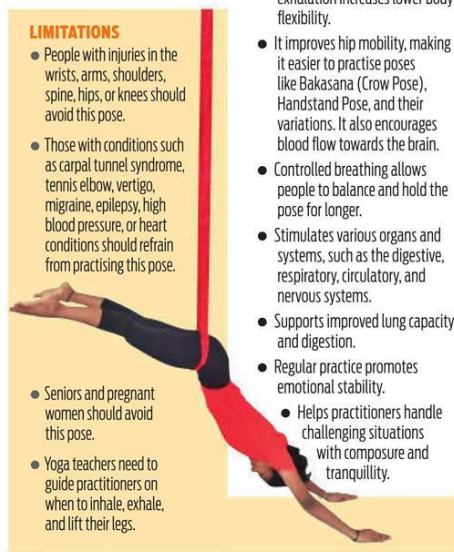 LIMITATIONS
● People with injuries in the
wrists, arms, shoulders,
spine, hips, or knees should
avoid this pose.
● Those with conditions such
as carpal tunnel syndrome,
tennis elbow, vertigo,
migraine, epilepsy, high
blood pressure, or heart
conditions should refrain
from practising this pose.
● Seniors and pregnant
women should avoid
this pose.
● Yoga teachers need to
guide practitioners on
when to inhale, exhale,
and lift their legs.
exhalation increases lower body
flexibility.
● It improves hip mobility, making
it easier to practise poses
like Bakasana (Crow Pose),
Handstand Pose, and their
variations. It also encourages
blood flow towards the brain.
● Controlled breathing allows
people to balance and hold the
pose for longer.
● Stimulates various organs and
systems, such as the digestive,
respiratory, circulatory, and
nervous systems.
● Supports improved lung capacity
and digestion.
● Regular practice promotes
emotional stability.
● Helps practitioners handle
challenging situations
with composure and
tranquillity.